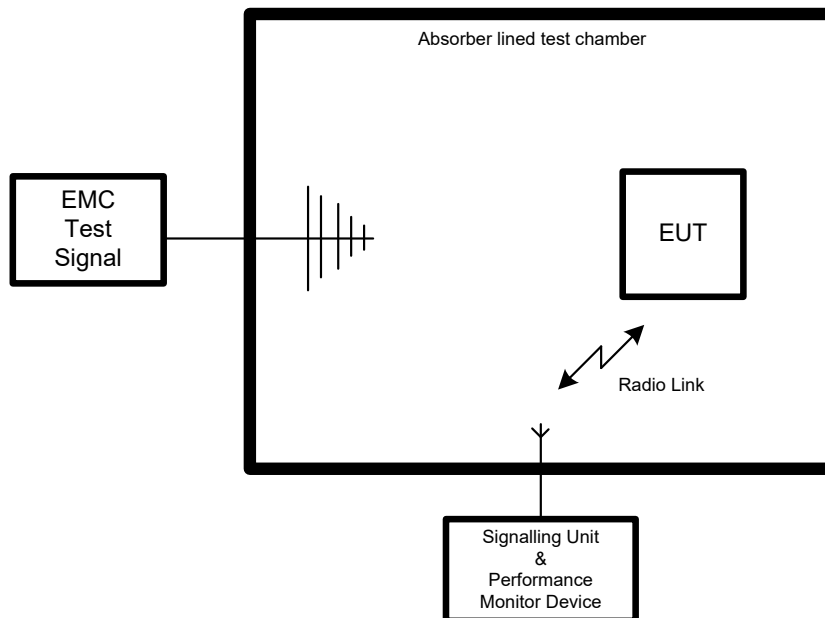 Absorber lined test chamber
EMC
Test
Signal
EUT
Radio Link
Signalling Unit
&
Performance
Monitor Device